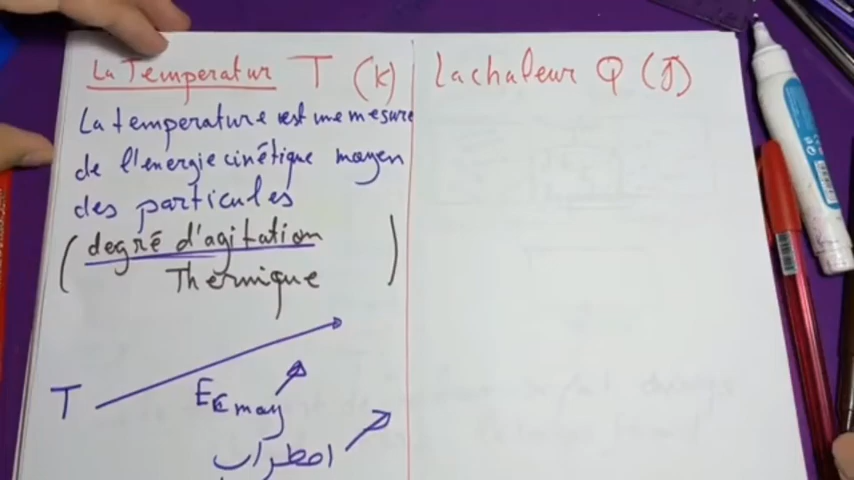 La Temperatur T (K)
La temperature est une mesure
de l'energie cinétique moyen
des particules
(degré d'agitation
Thermique)
T
Ec moy
اضطراب
La chaleur Q (J)